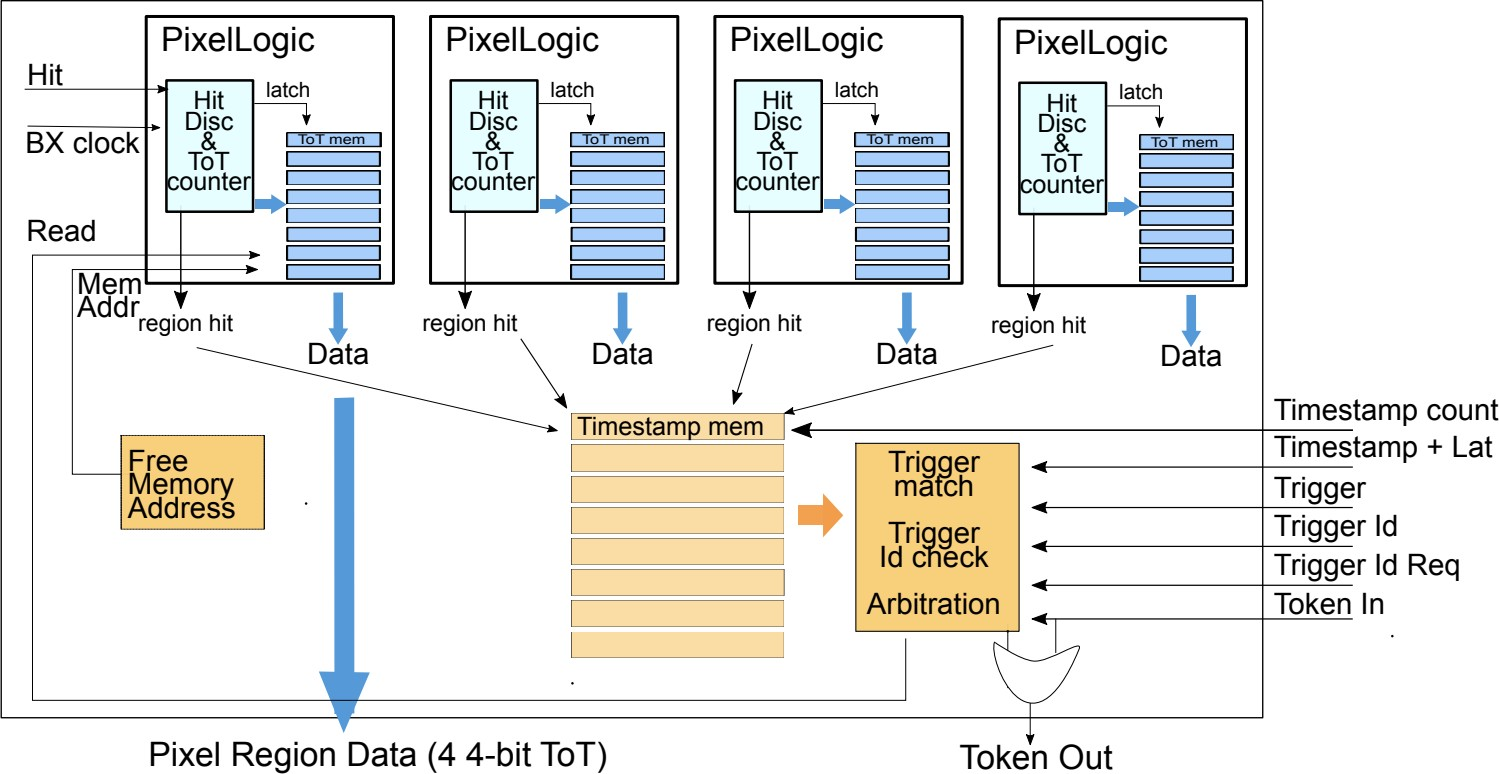 PixelLogic
PixelLogic
PixelLogic
PixelLogic
Hit
BX clock
Hit
Disc
&
ToT
counter
latch
ToT mem
Hit
Disc
&
ToT
counter
latch
ToT mem
Hit
Disc
&
ToT
counter
latch
ToT mem
Hit
Disc
&
ToT
counter
latch
ToT mem
Read
Mem
Addr
region hit
Data
region hit
Data
region hit
Data
region hit
Data
Free
Memory
Address
Timestamp mem
Trigger
match
Trigger
Id check
Arbitration
Timestamp count
Timestamp + Lat
Trigger
Trigger Id
Trigger Id Req
Token In
Pixel Region Data (4 4-bit ToT)
Token Out